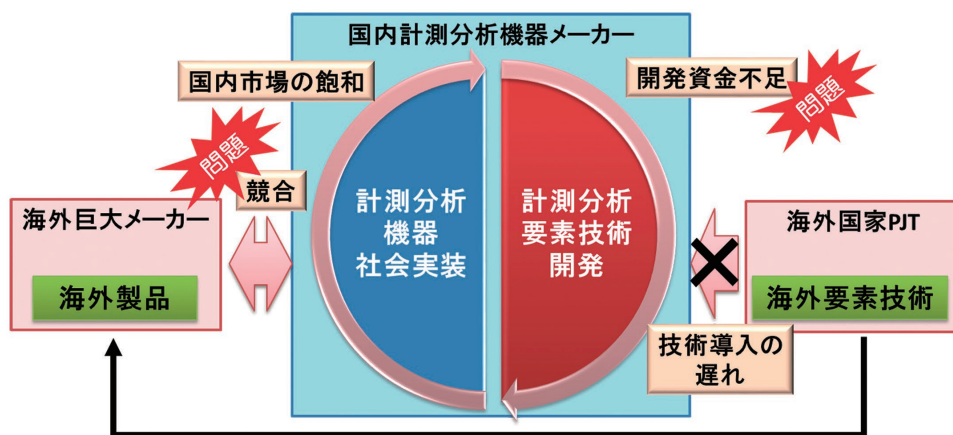 国内計測分析機器メーカー
国内市場の飽和
開発資金不足
問題
問題
競合
海外巨大メーカー
海外製品
計測分析
機器
社会実装
計測分析
要素技術
開発
海外国家PJT
海外要素技術
技術導入の
遅れ